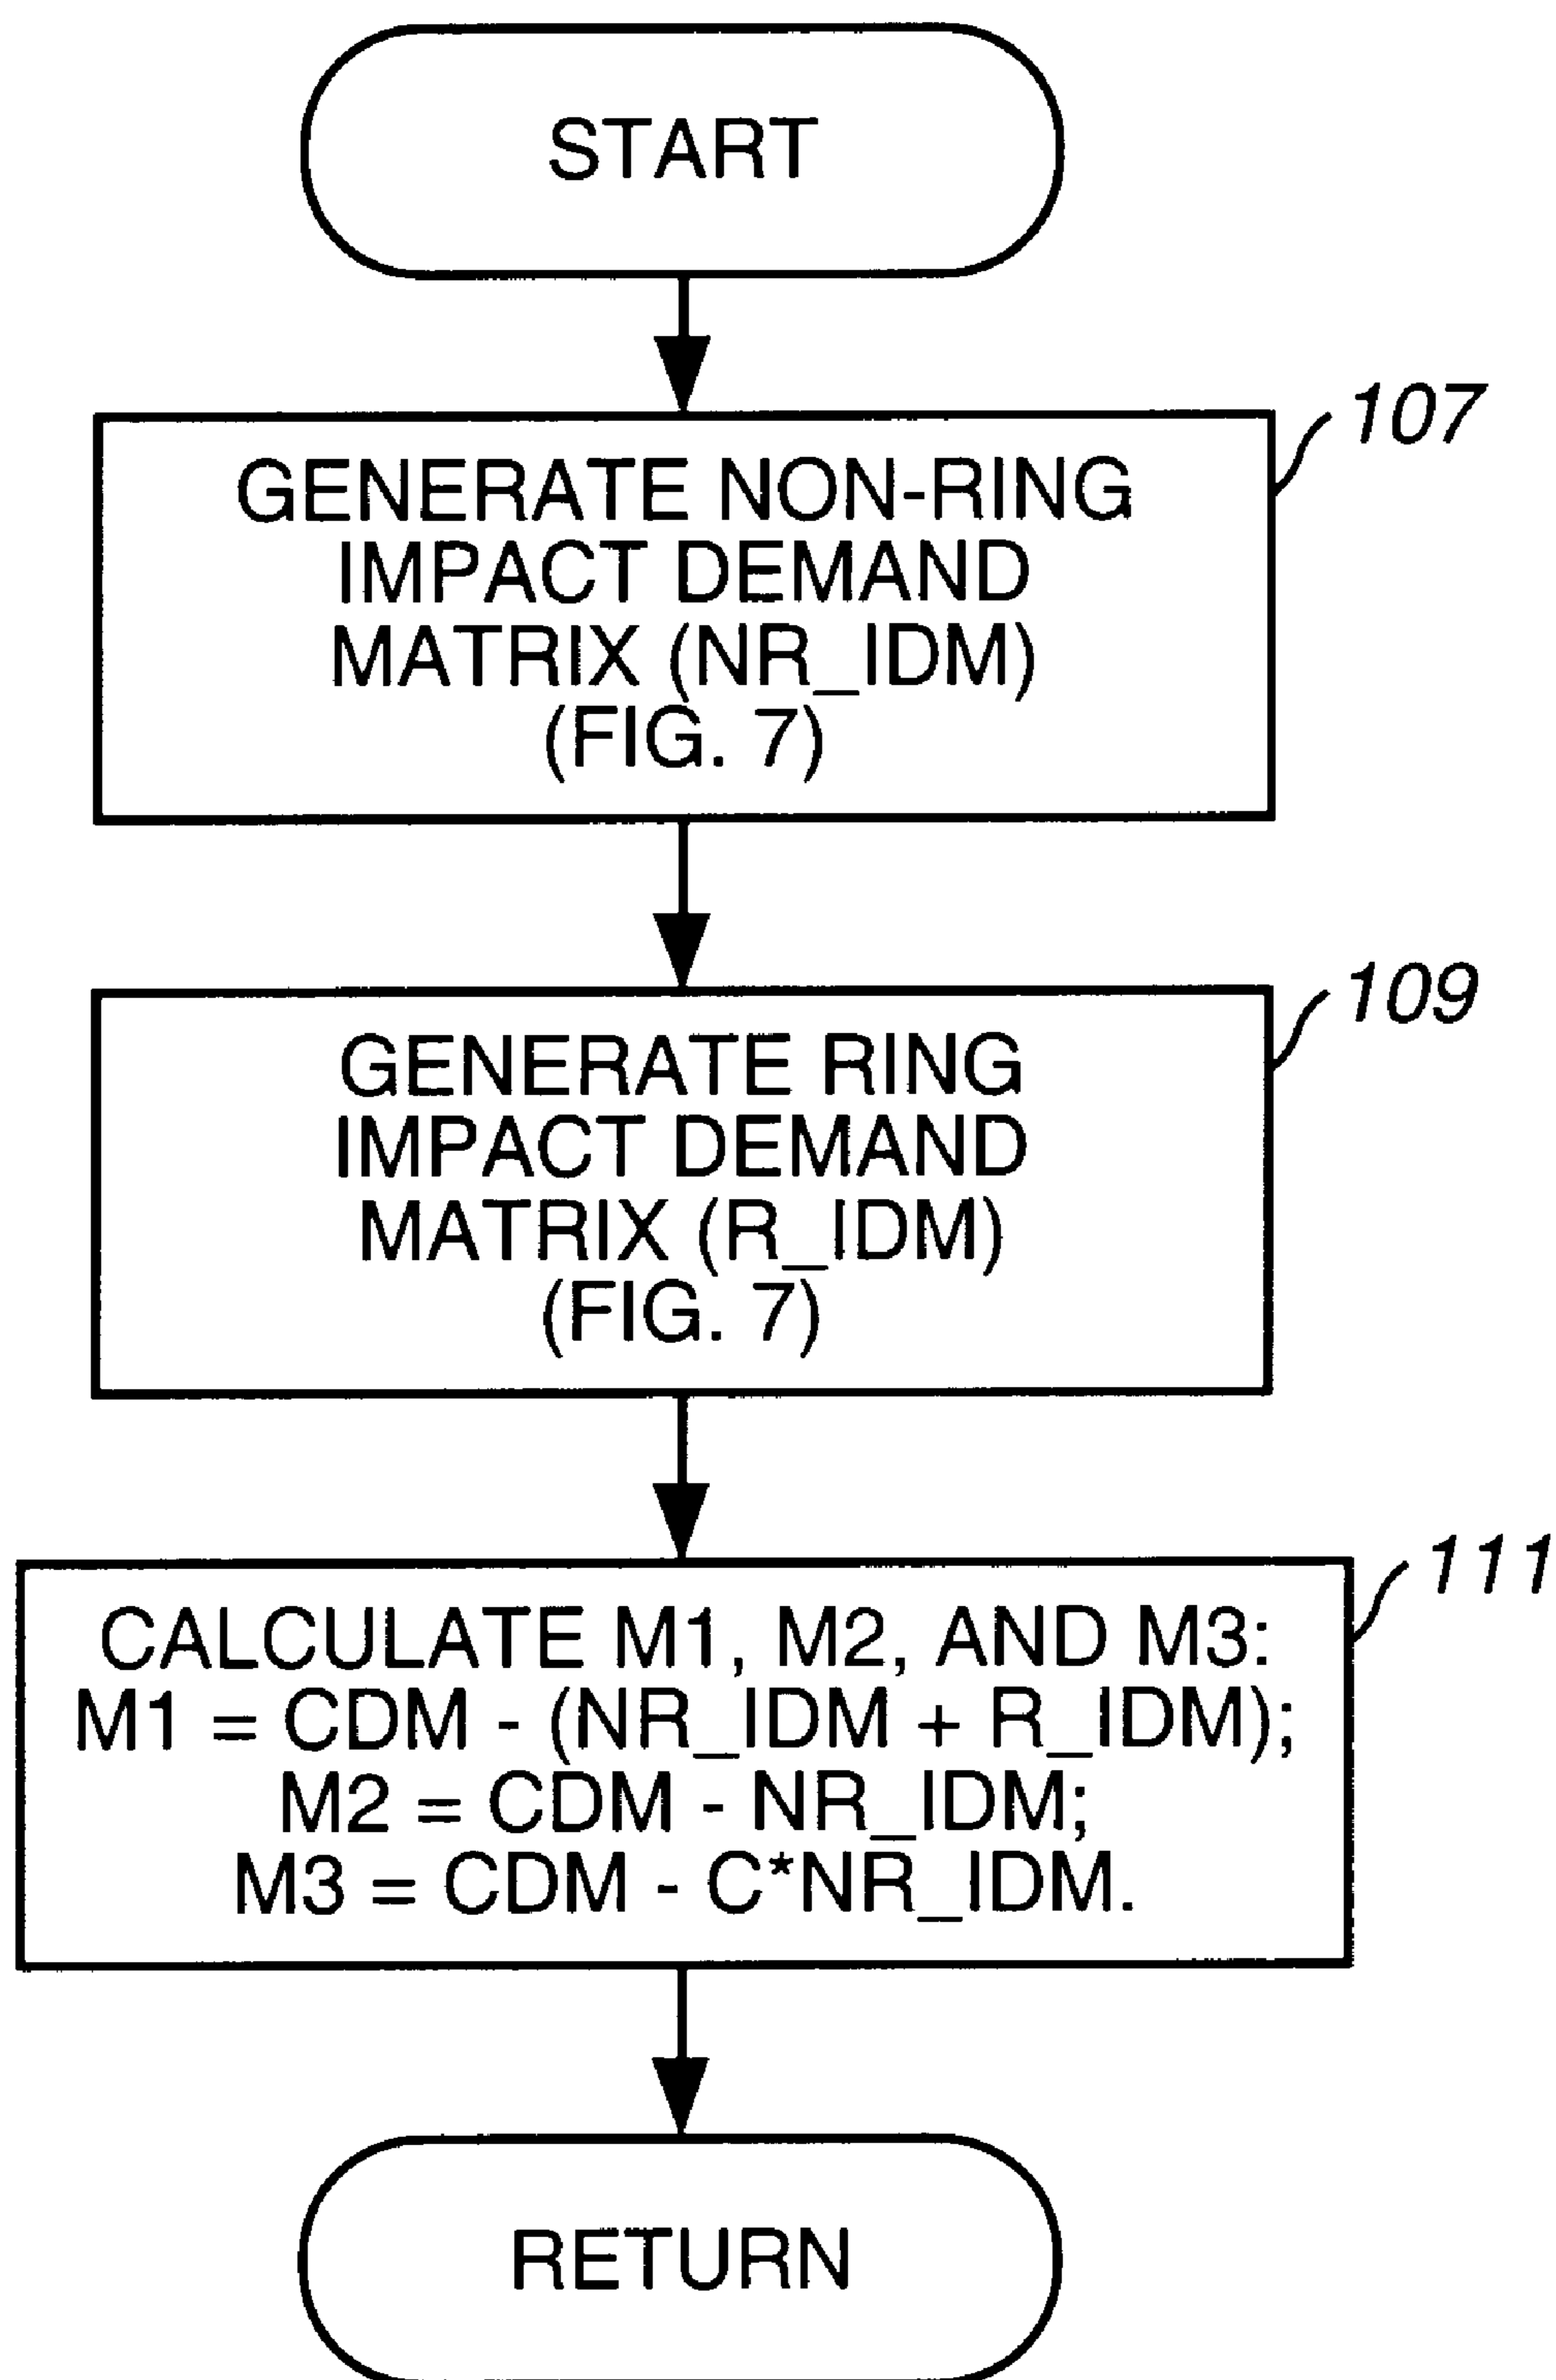 START
107
GENERATE NON-RING
IMPACT DEMAND
MATRIX (NR_IDM)
(FIG. 7)
109
GENERATE RING
IMPACT DEMAND
MATRIX (R_IDM)
(FIG. 7)
111
CALCULATE M1, M2, AND M3:
M1 = CDM - (NR_IDM + R_IDM);
M2 = CDM - NR_IDM;
M3 = CDM - C*NR_IDM.
RETURN